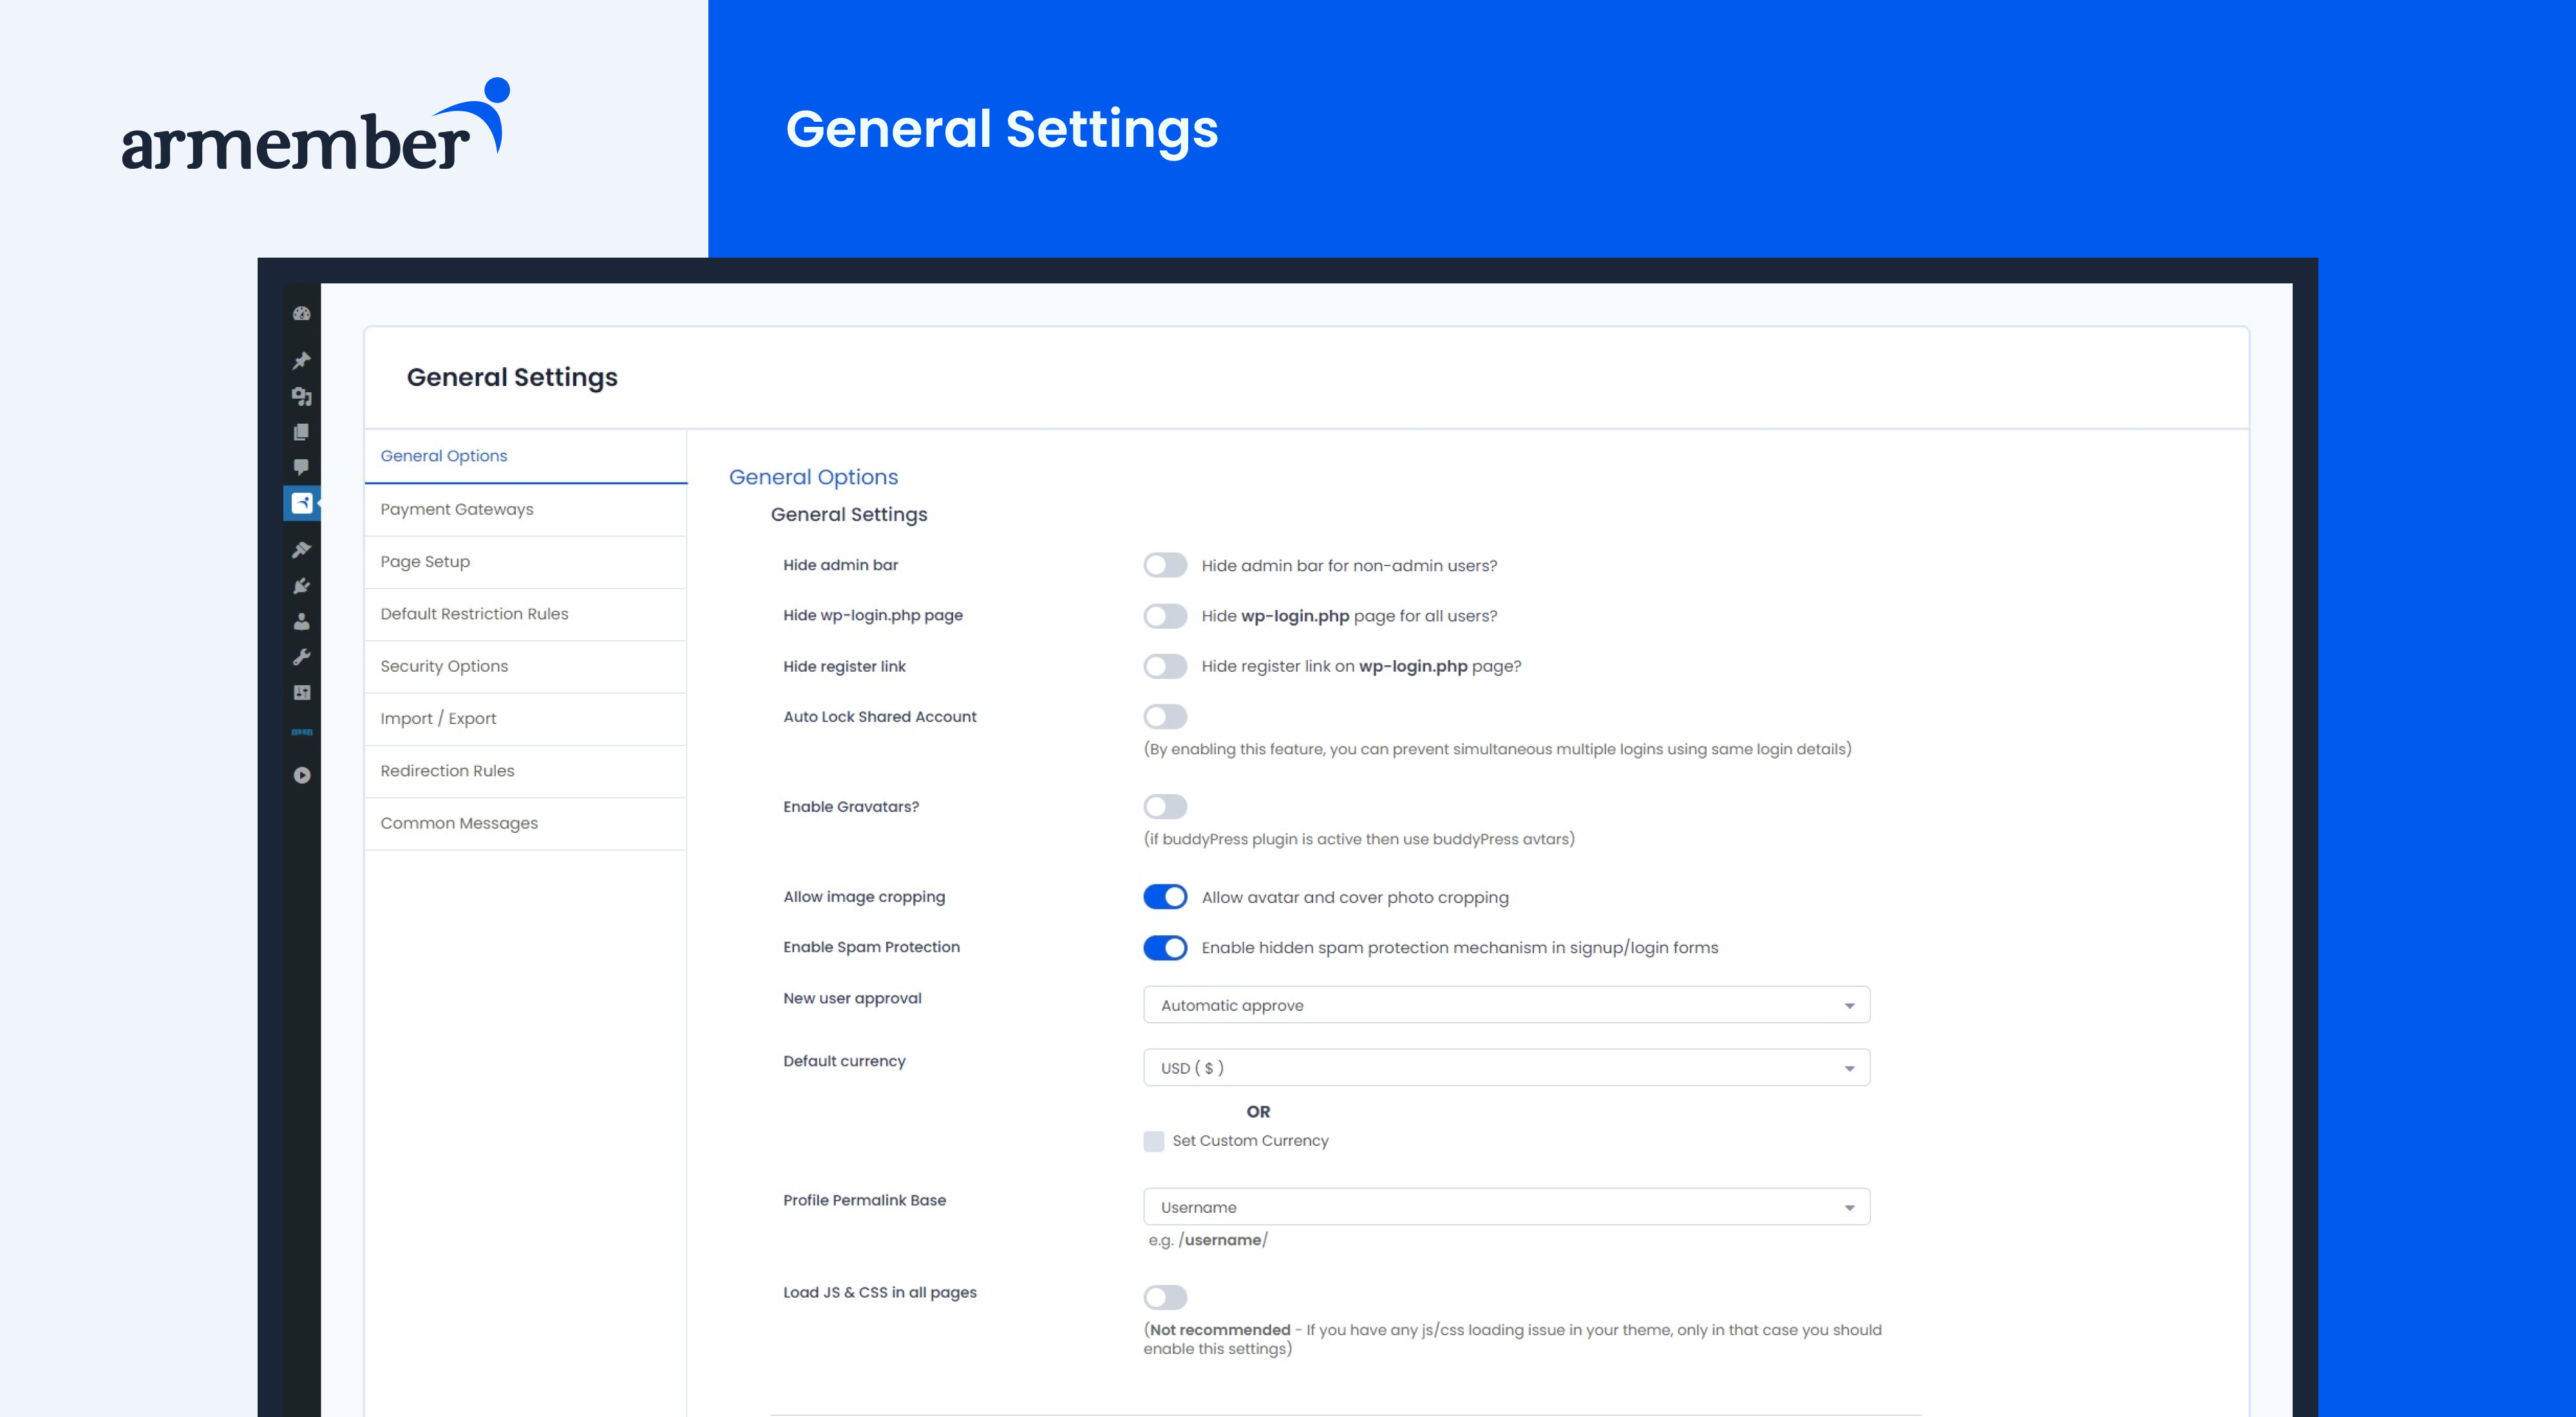 armember
General Settings
General Settings
General Options
Payment Gateways
Page Setup
Default Restriction Rules
Security Options
Import / Export
Redirection Rules
Common Messages
General Options
General Settings
Hide admin bar
Hide admin bar for non-admin users?
Hide wp-login.php page
Hide wp-login.php page for all users?
Hide register link
Hide register link on wp-login.php page?
Auto Lock Shared Account
(By enabling this feature, you can prevent simultaneous multiple logins using same login details)
Enable Gravatars?
(if buddyPress plugin is active then use buddyPress avtars)
Allow image cropping
Allow avatar and cover photo cropping
Enable Spam Protection
Enable hidden spam protection mechanism in signup/login forms
New user approval
Automatic approve
Default currency
USD ( $ )
OR
Set Custom Currency
Profile Permalink Base
Username
e.g. /username/
Load JS & CSS in all pages
(Not recommended - If you have any js/css loading issue in your theme, only in that case you should
enable this settings)